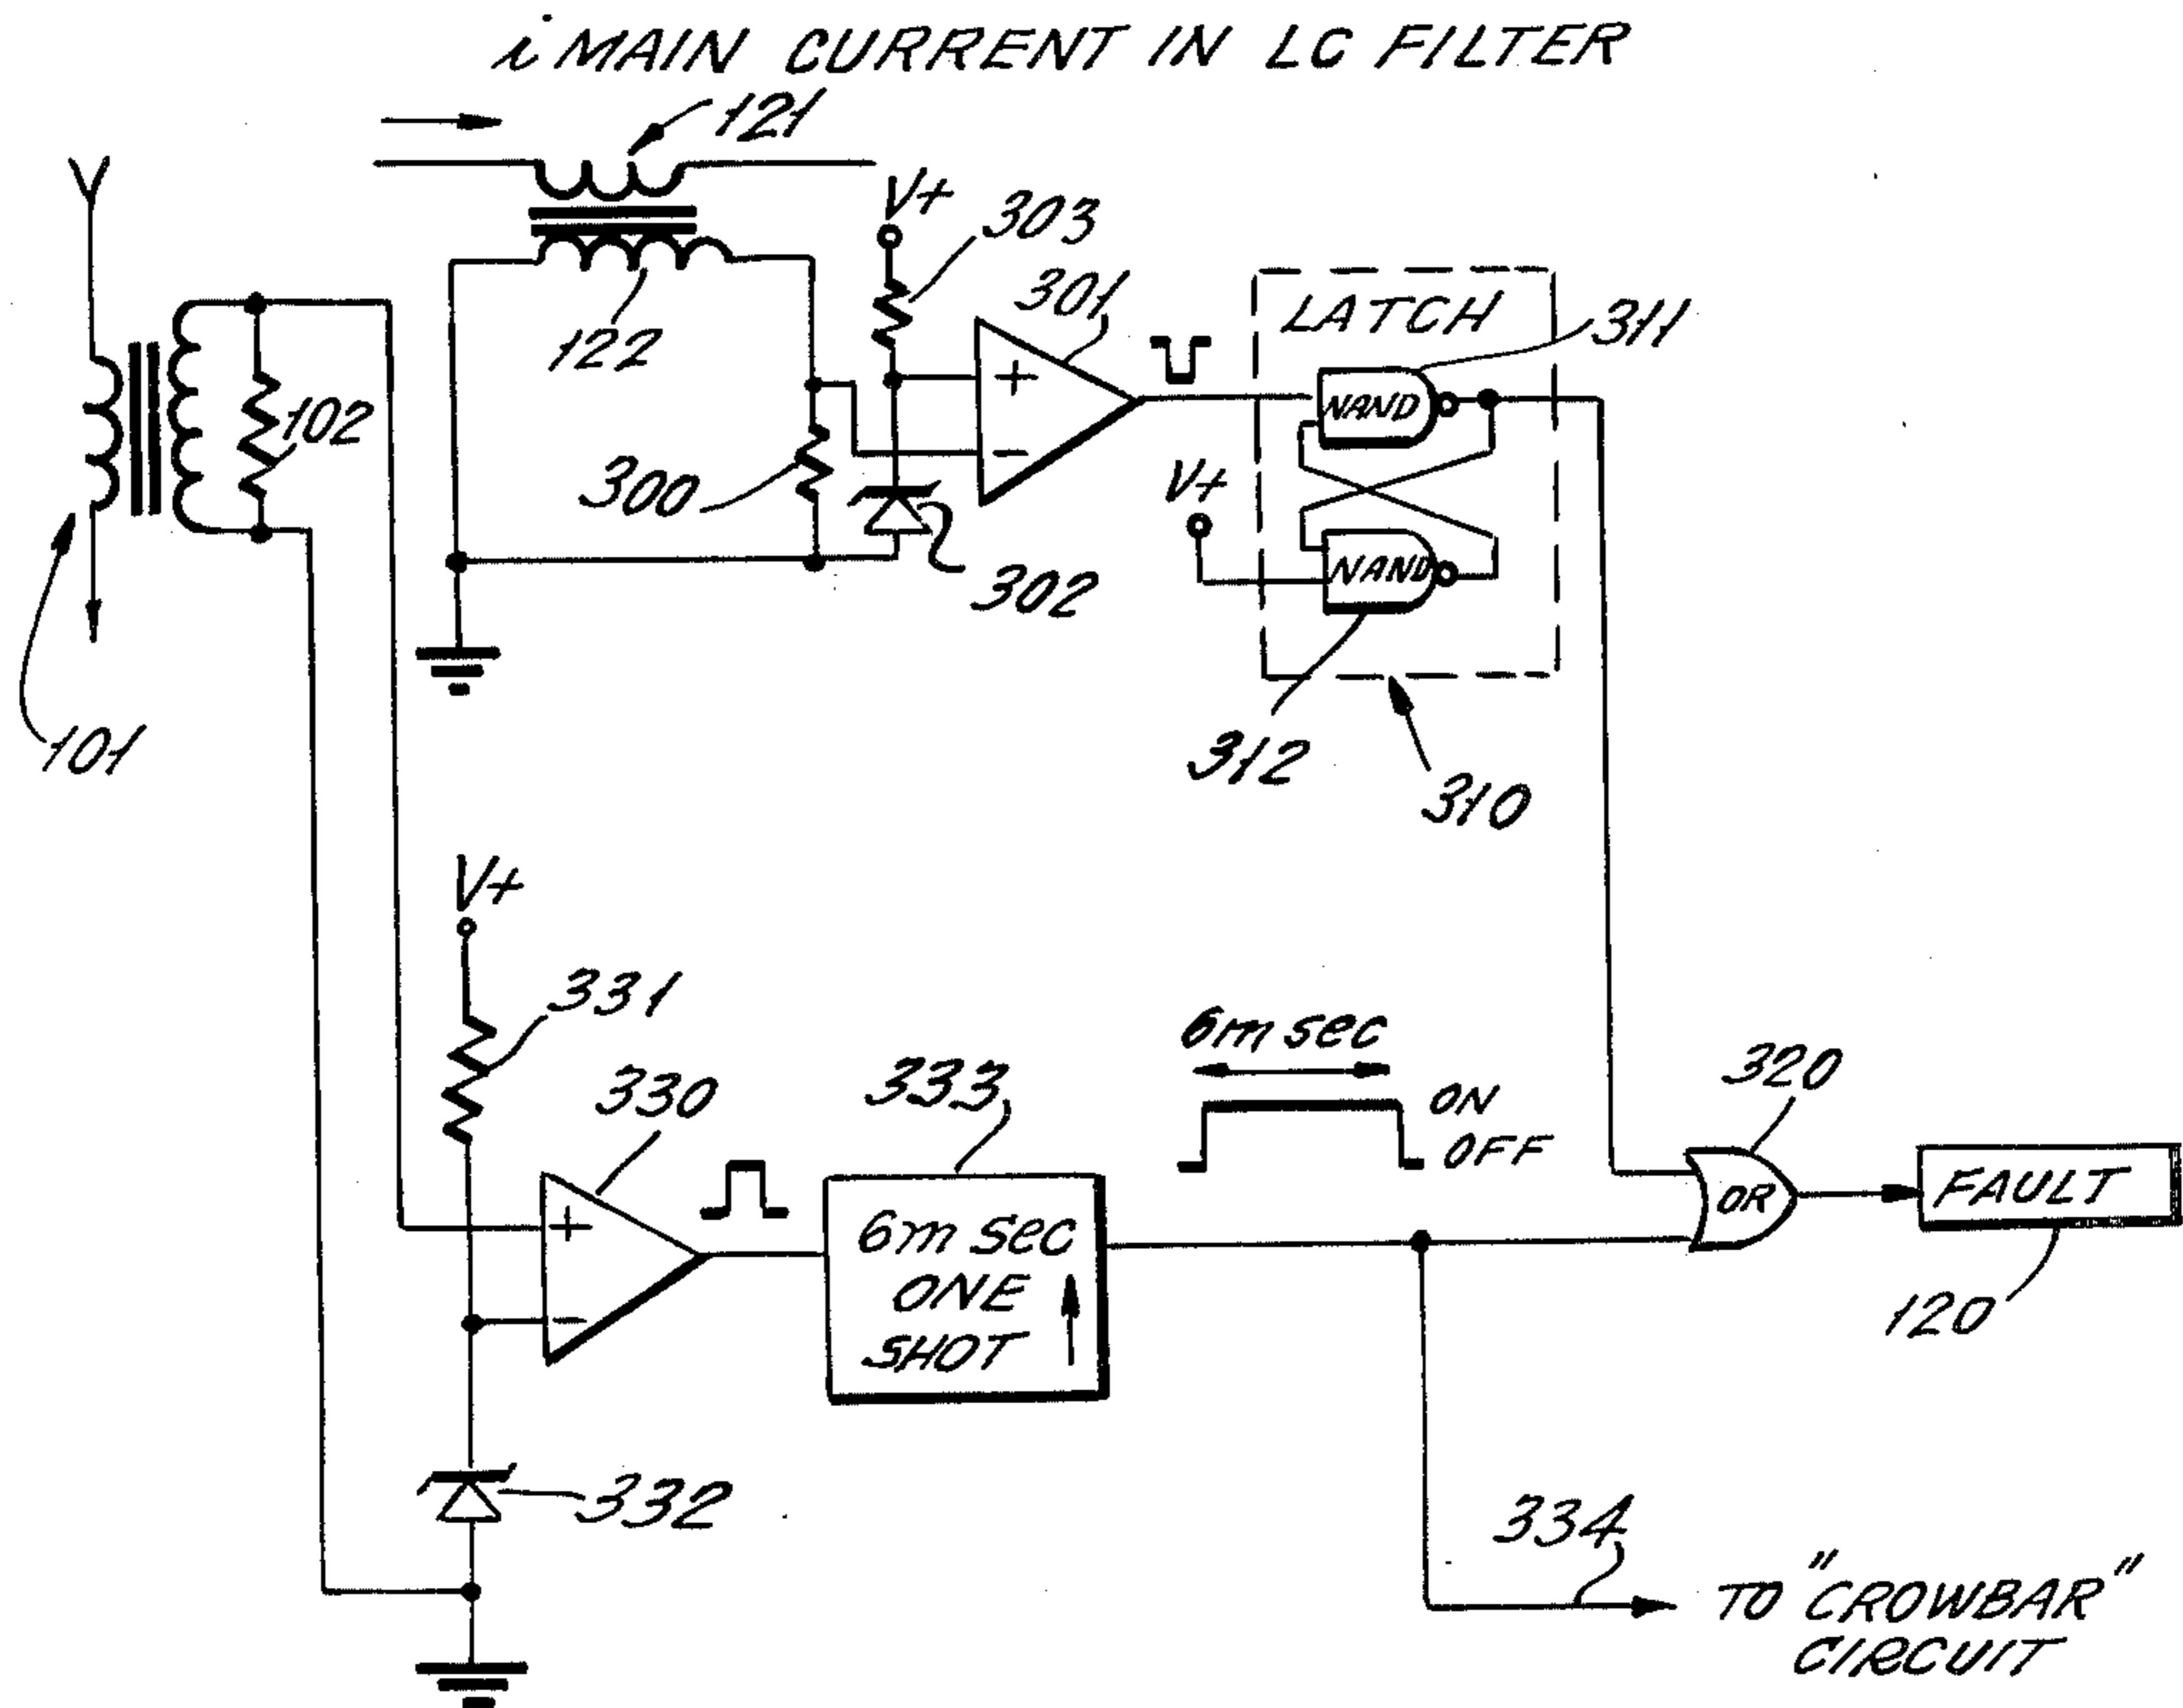 i MAIN CURRENT IN LC FILTER
121
V+
303
301
LATCH
311
122
102
NAND
300
V+
NAND
302
101
312
310
V+
331
6m sec
330
333
ON
320
OFF
+
-
+
-
6m sec
ONE
SHOT
OR
FAULT
120
332
334
TO "CROWBAR"
CIRCUIT